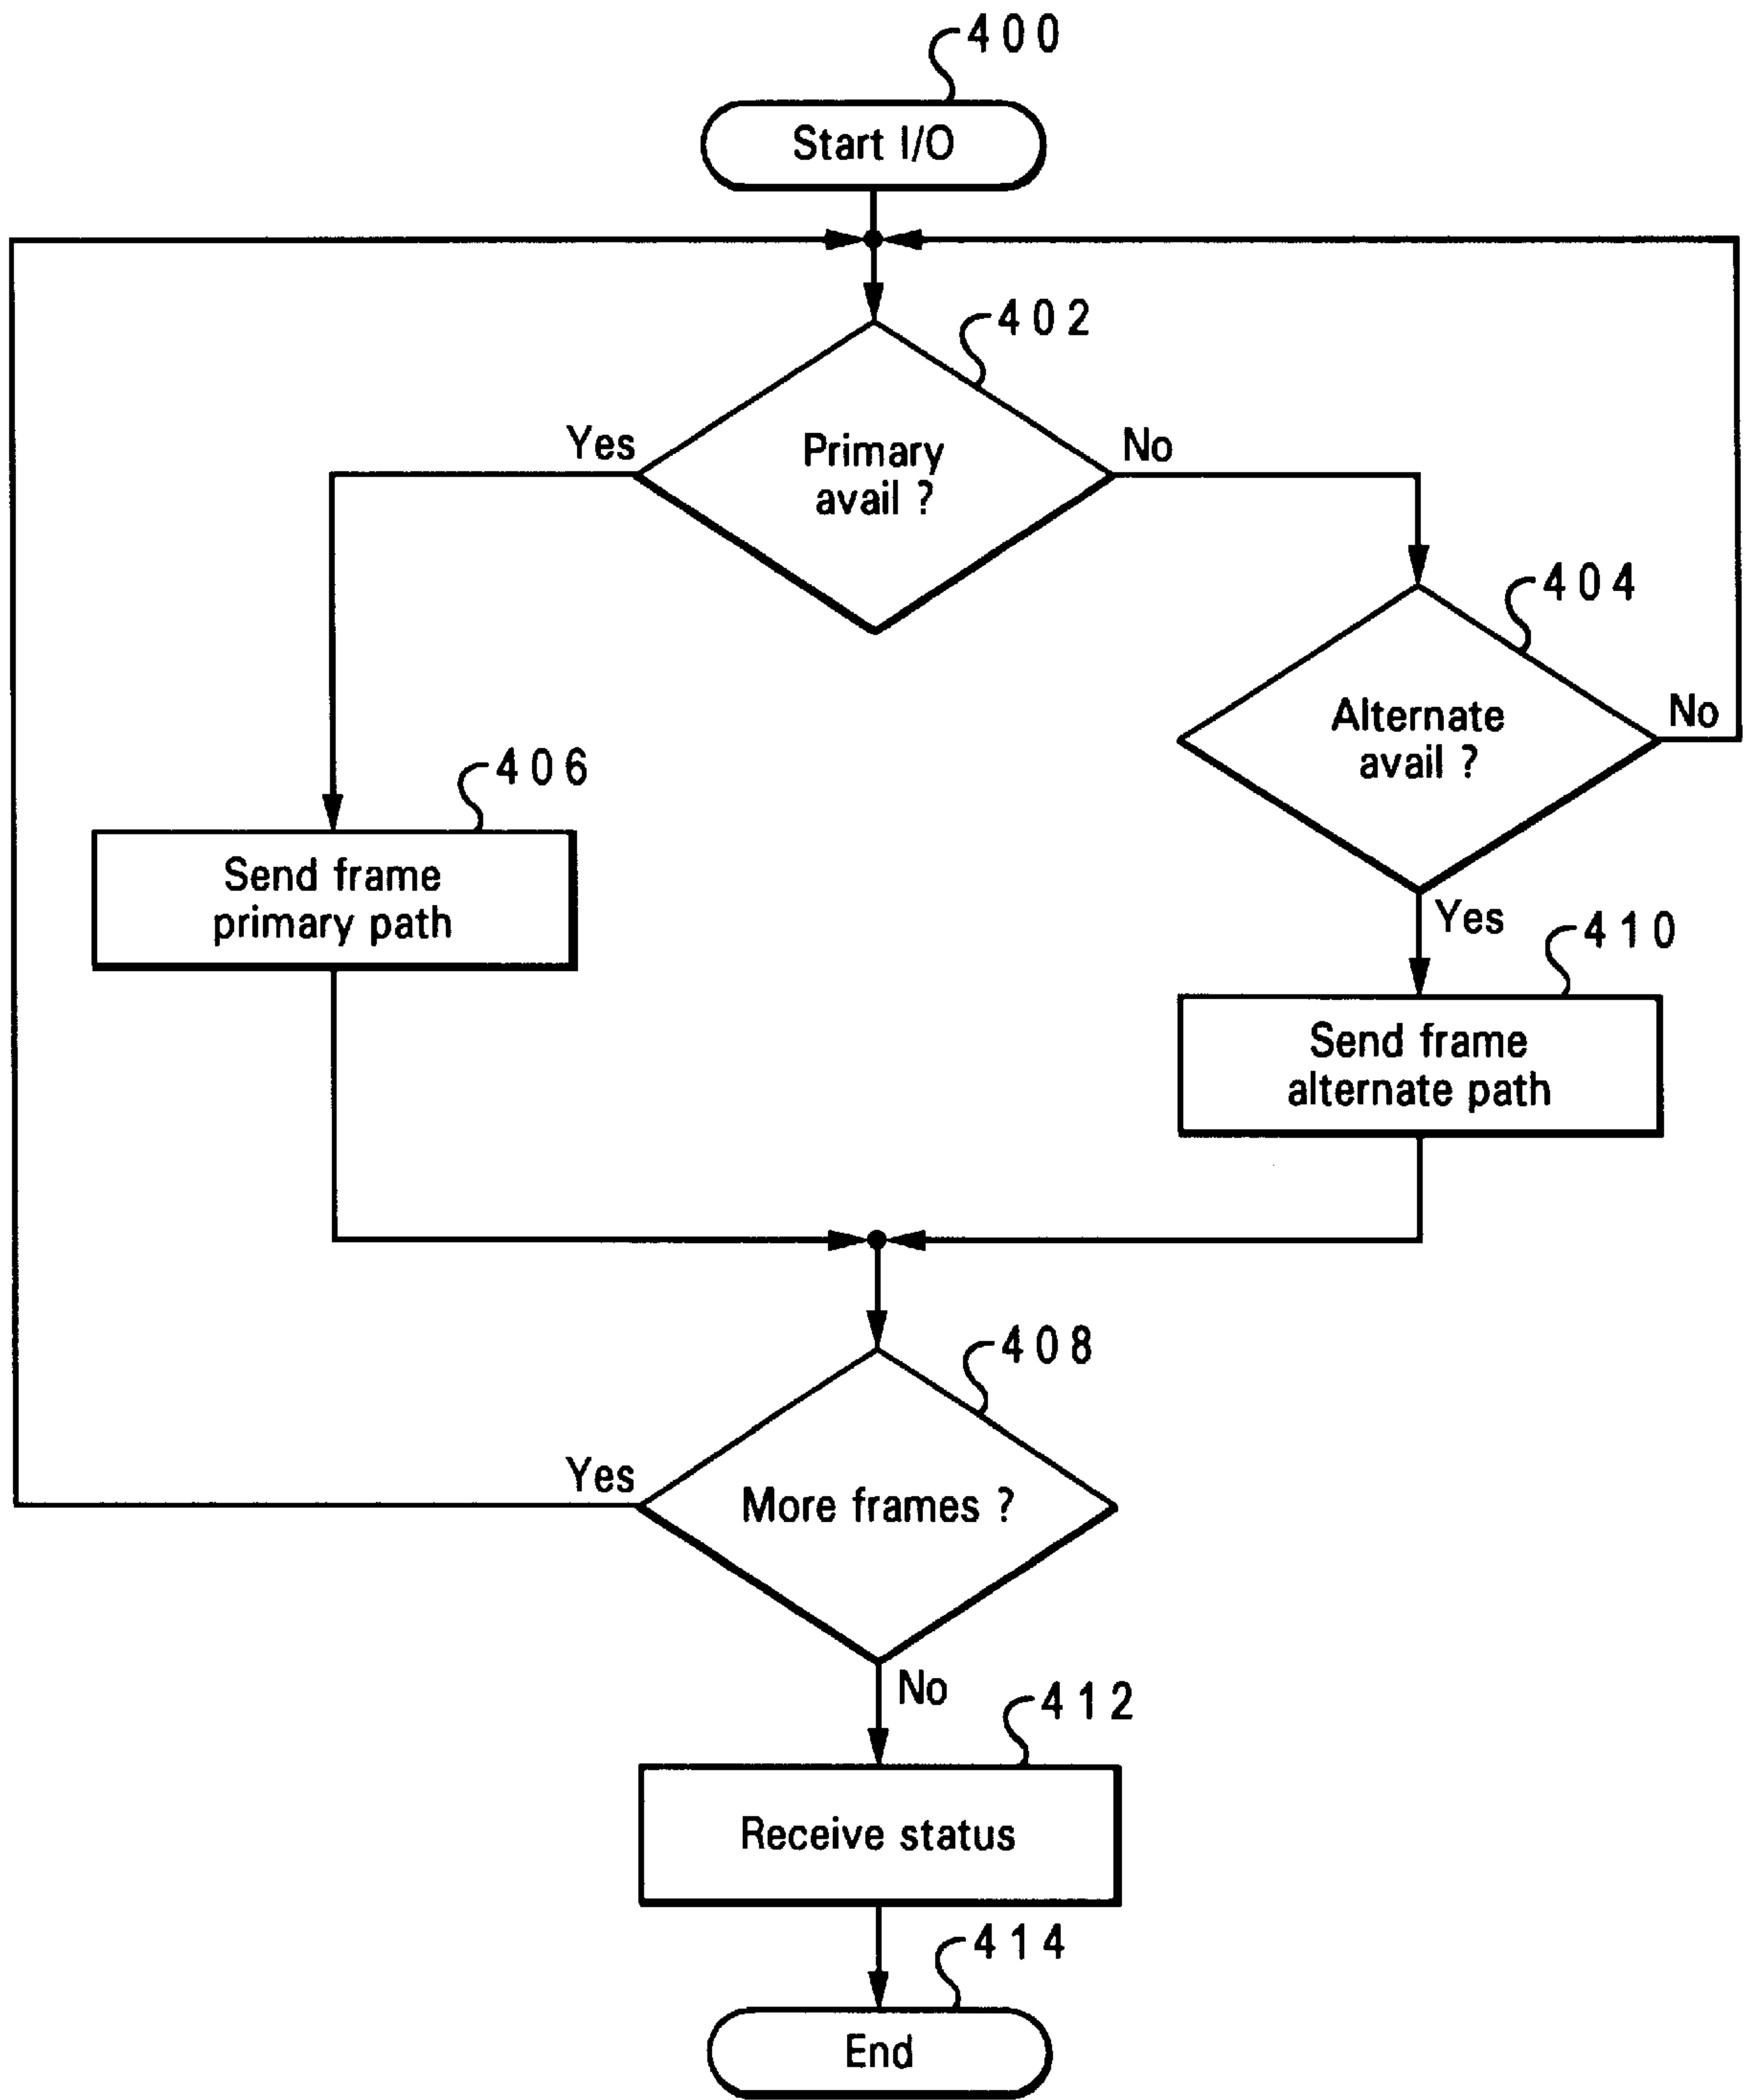 400
Start I/O
402
Yes
Primary
avail ?
No
404
Alternate
avail ?
No
406
Send frame
primary path
Yes
410
Send frame
alternate path
408
Yes
More frames ?
No
412
Receive status
414
End